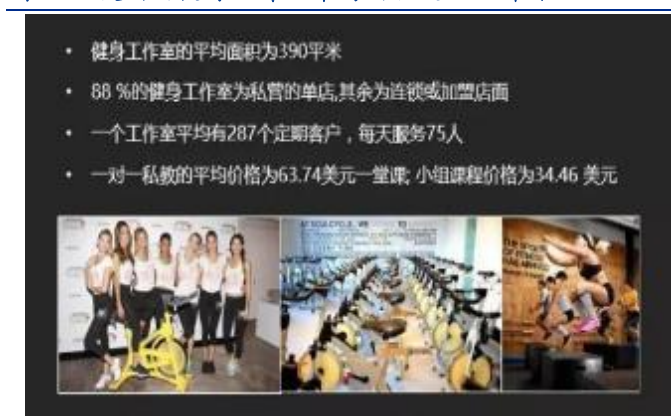 健身工作室的平均面积为390平米
88 %的健身工作室为私营的单店,其余为连锁或加盟店面
一个工作室平均有287个定期客户，每天服务75人
一对一私教的平均价格为63.74美元一堂课; 小组课程价格为34.46 美元